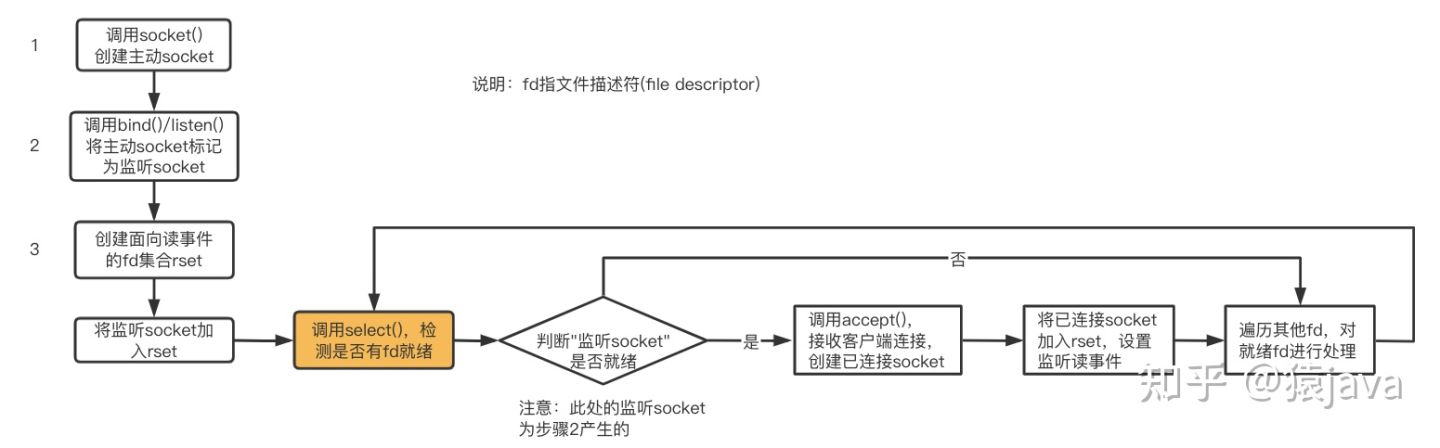 1
调用socket()
创建主动socket
说明：fd指文件描述符(file descriptor)
2
调用bind()/listen()
将主动socket标记
为监听socket
3
创建面向读事件
的fd集合rset
否
将监听socket加
入rset
调用select()，检
测是否有fd就绪
判断"监听socket"
是否就绪
是
调用accept()，
接收客户端连接，
创建已连接socket
将已连接socket
加入rset，设置
监听读事件
遍历其他fd，对
就绪fd进行处理
注意：此处的监听socket
为步骤2产生的
知乎 @猿java